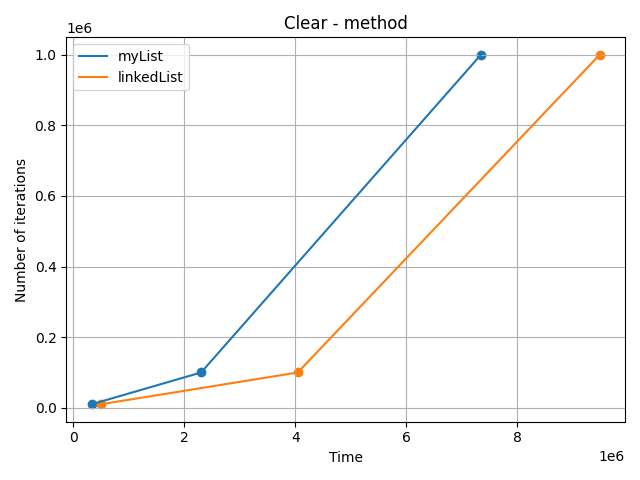 Clear - method
1e6
myList
linkedList
1.0
0.8
0.6
0.4
0.2
0.0
Number of iterations
0
2
4
6
8
1e6
Time